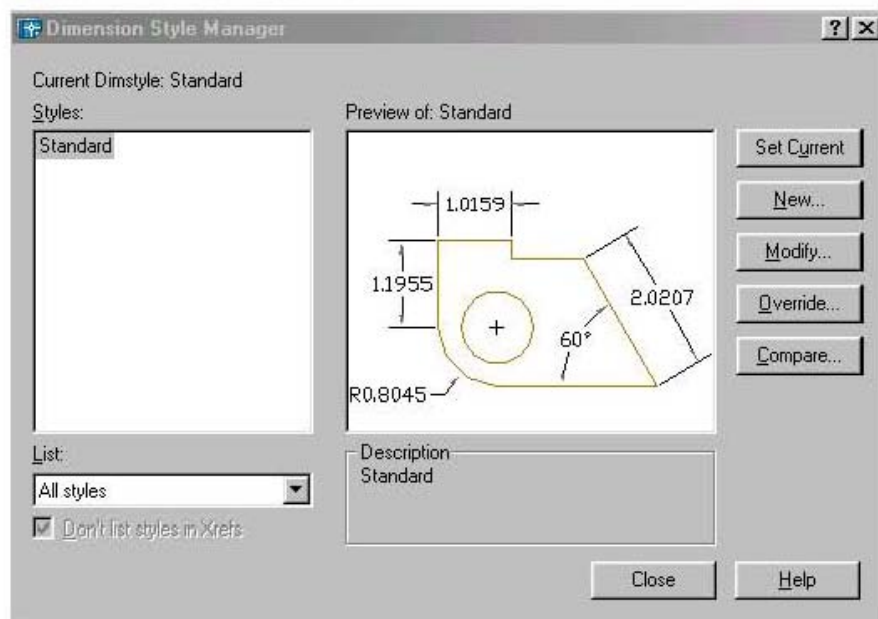 Dimension Style Manager
Current Dimstyle: Standard
Styles:
Standard
Preview of: Standard
1.0159
1.1955
2.0207
60°
R0.8045
Set Current
New...
Modify...
Override...
Compare...
List:
All styles
Don't list styles in Xrefs
Description
Standard
Close
Help